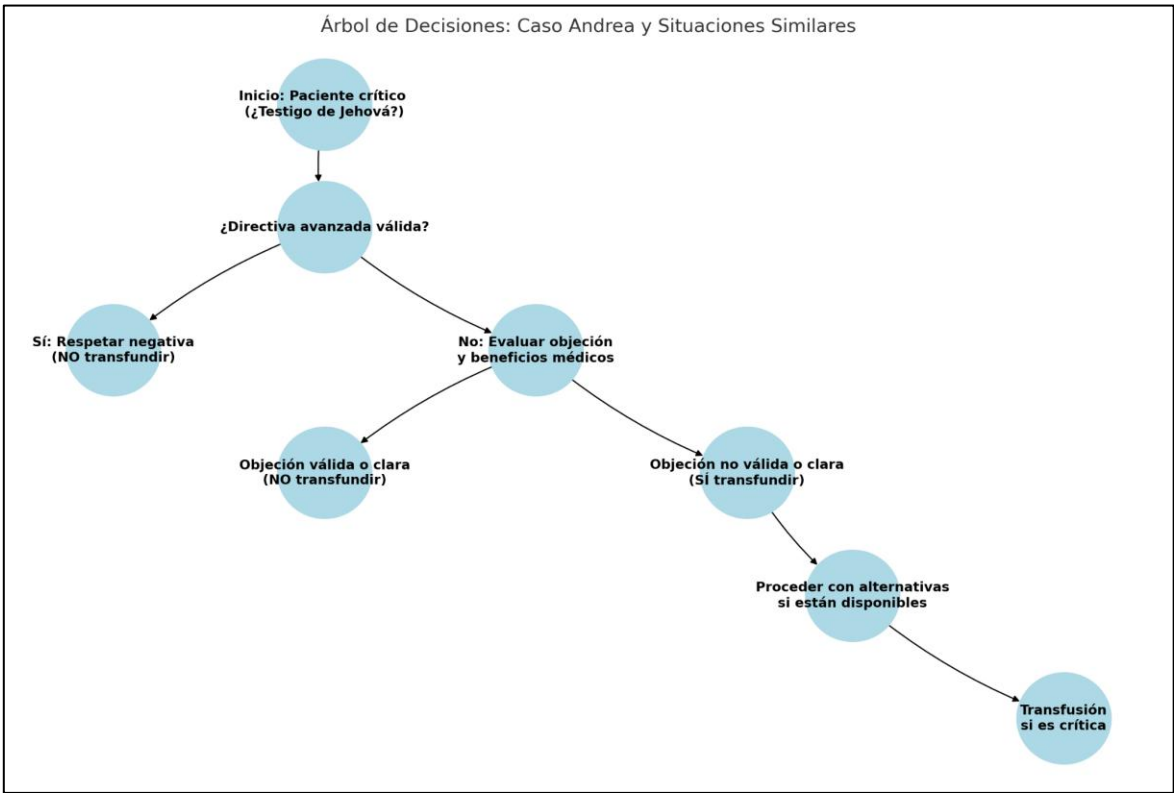 Árbol de Decisiones: Caso Andrea y Situaciones Similares
Inicio: Paciente crítico
(¿Testigo de Jehová?)
¿Directiva avanzada válida?
Sí: Respetar negativa
(NO transfundir)
No: Evaluar objeción
y beneficios médicos
Objeción válida o clara
(NO transfundir)
Objeción no válida o clara
(SÍ transfundir)
Proceder con alternativas
si están disponibles
Transfusión
si es crítica